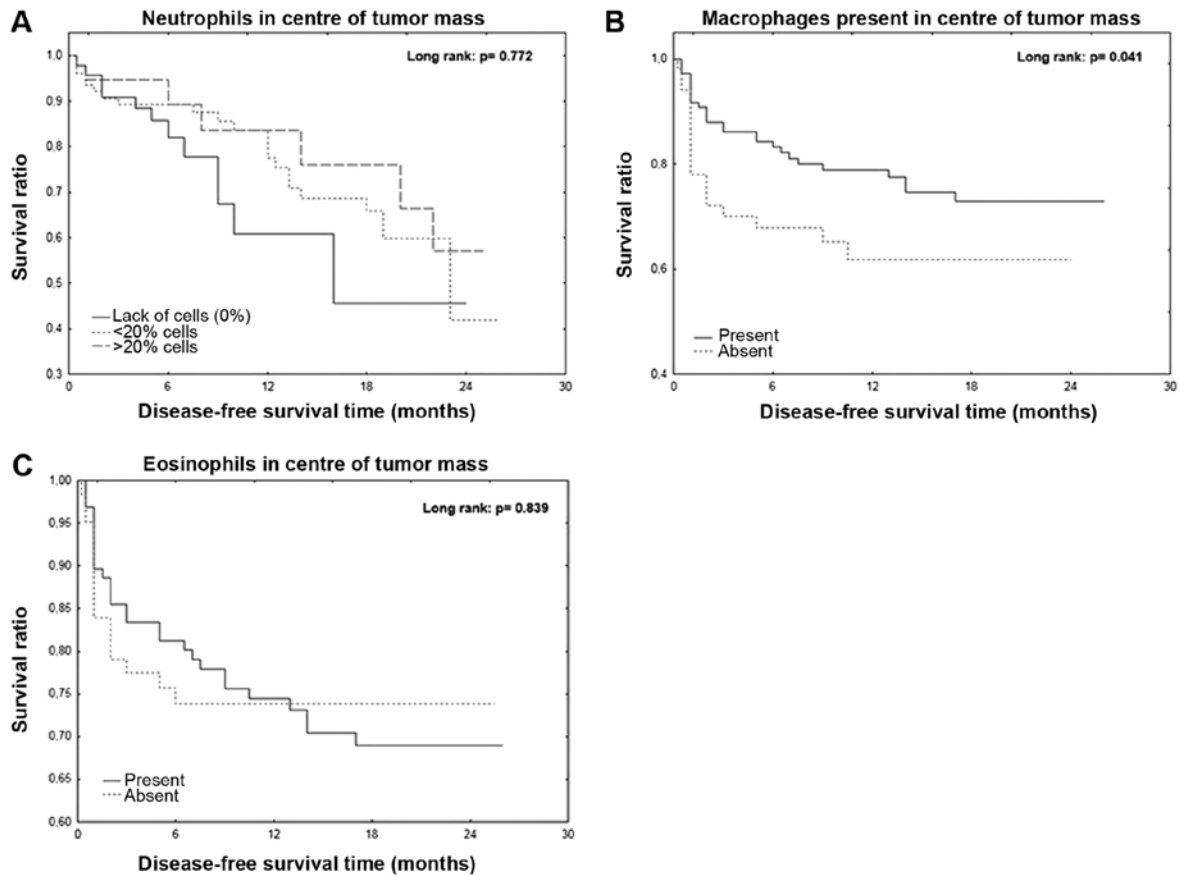 A
Neutrophils in centre of tumor mass
Long rank: p= 0.772
1,0
0,9
0,8
0,7
0,6
0,5
0,4
0,3
Survival ratio
Lack of cells (0%)
<20% cells
>20% cells
0 6 12 18 24 30
Disease-free survival time (months)
B
Macrophages present in centre of tumor mass
Long rank: p= 0.041
1,0
0,8
0,6
0,4
Survival ratio
Present
Absent
0 6 12 18 24 30
Disease-free survival time (months)
C
Eosinophils in centre of tumor mass
Long rank: p= 0.839
1,00
0,95
0,90
0,85
0,80
0,75
0,70
0,65
0,60
Survival ratio
Present
Absent
0 6 12 18 24 30
Disease-free survival time (months)